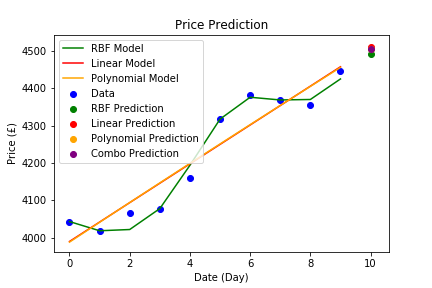 Price Prediction
Price (£)
4500
4400
4300
4200
4100
4000
RBF Model
Linear Model
Polynomial Model
Data
RBF Prediction
Linear Prediction
Polynomial Prediction
Combo Prediction
0 2 4 6 8 10
Date (Day)